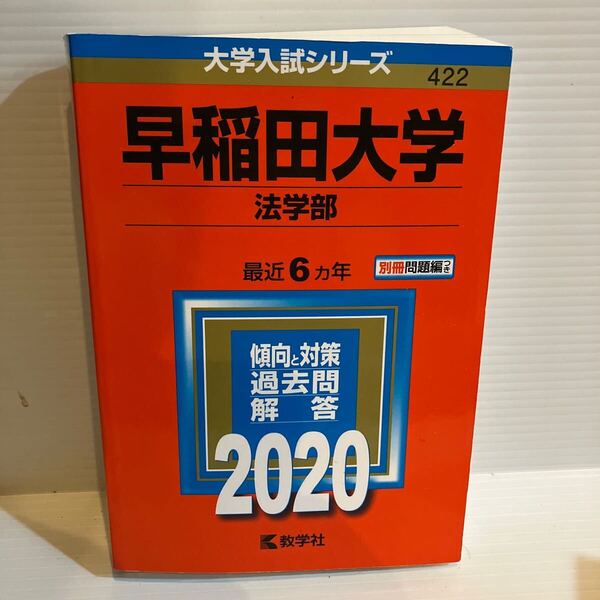 大学入試シリーズ
422
早稲田大学
法学部
最近6カ年
別冊問題編つき
傾向と対策
過去問
解答
2020
教学社